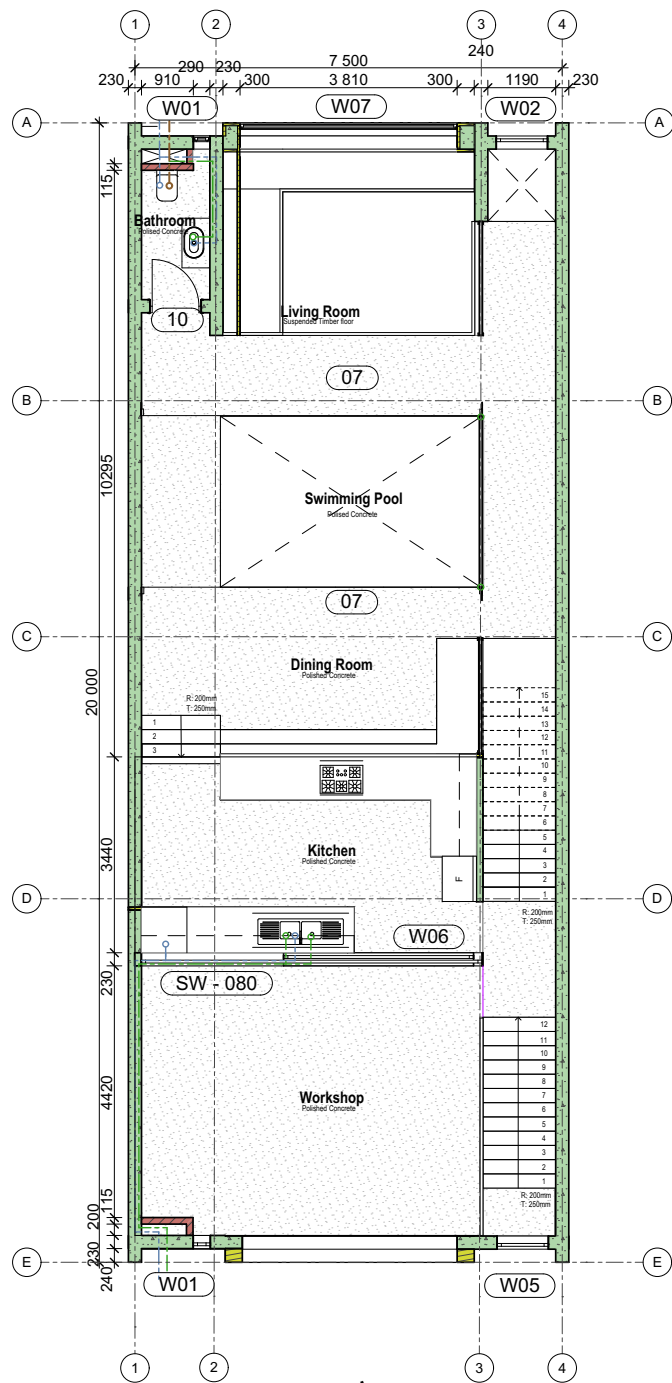 1
2
3
4
240
7 500
290
230 910 230 300 3 810 300 1190 230
W01
W07
W02
A
A
115
Bathroom
Polised Concrete
10
Living Room
Suspended Timber floor
07
B
B
10295
Swimming Pool
Polised Concrete
07
C
C
Dining Room
Polished Concrete
20 000
R: 200mm
T: 250mm
1
2
3
15
14
13
12
11
10
9
8
7
6
5
4
3
2
1
3440
Kitchen
Polished Concrete
F
D
D
R: 200mm
T: 250mm
W06
230
SW - 080
12
11
10
9
8
7
6
5
4
3
2
1
4420
Workshop
Polished Concrete
R: 200mm
T: 250mm
115
200
230
240
E
E
W01
W05
1
2
3
4